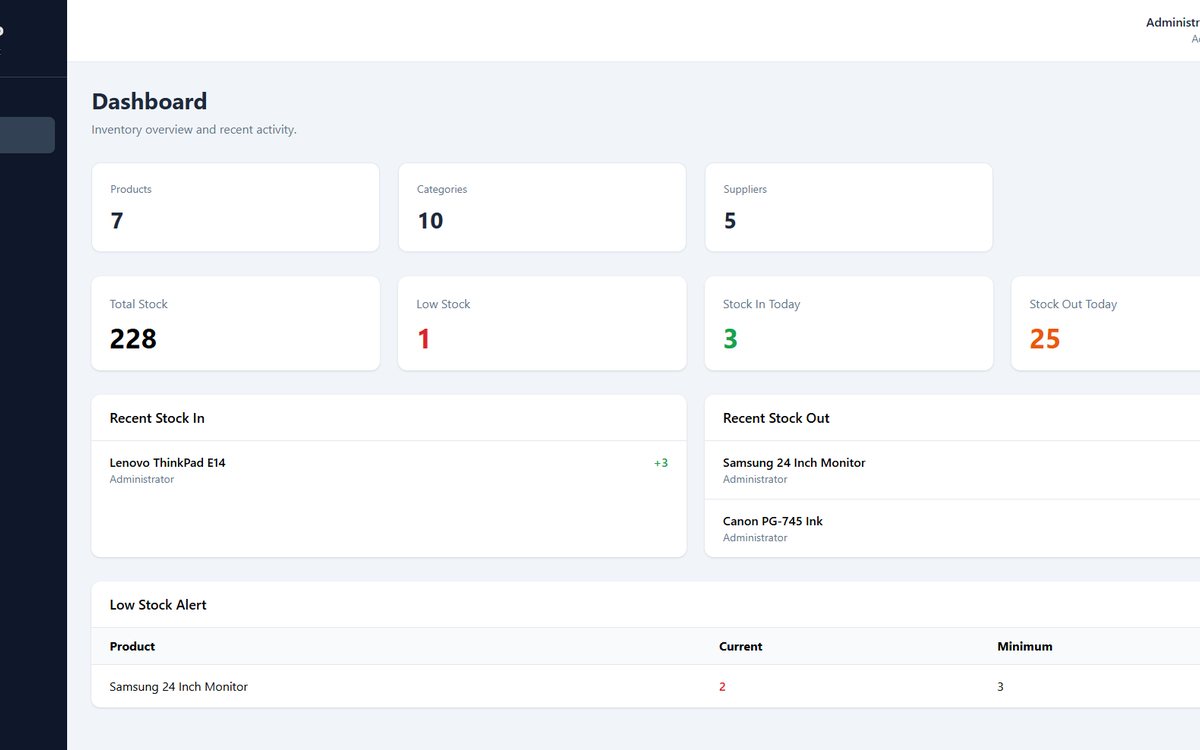 Administr
Dashboard
Inventory overview and recent activity.
Products
7
Categories
10
Suppliers
5
Total Stock
228
Low Stock
1
Stock In Today
3
Stock Out Today
25
Recent Stock In
Lenovo ThinkPad E14
+3
Administrator
Recent Stock Out
Samsung 24 Inch Monitor
Administrator
Canon PG-745 Ink
Administrator
Low Stock Alert
Product Current Minimum
Samsung 24 Inch Monitor 2 3